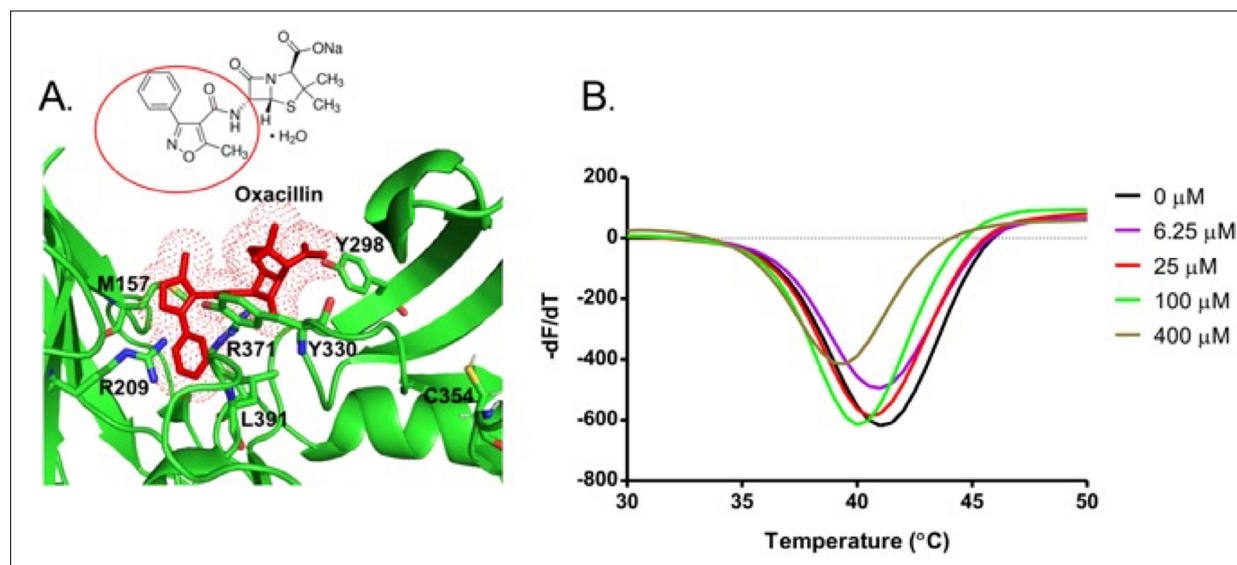 A.
O
ONa
O
N
CH₃
CH₃
S
H
O
N
H
N
O
CH₃
• H₂O
Oxacillin
Y298
M157
R371
Y330
R209
C354
L391
B.
200
0
-200
-400
-600
-800
-dF/dT
30
35
40
45
50
Temperature (°C)
0 μM
6.25 μM
25 μM
100 μM
400 μM